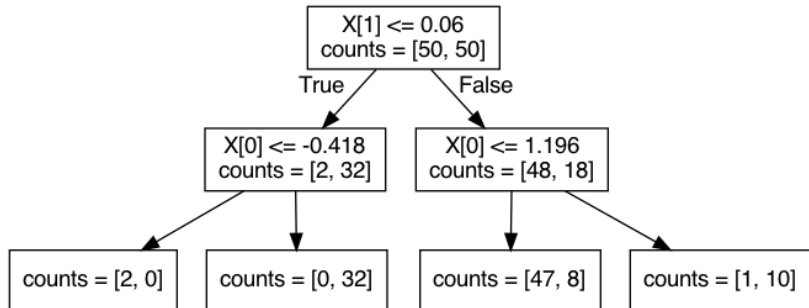 X[1] <= 0.06
counts = [50, 50]
True
False
X[0] <= -0.418
counts = [2, 32]
X[0] <= 1.196
counts = [48, 18]
counts = [2, 0]
counts = [0, 32]
counts = [47, 8]
counts = [1, 10]